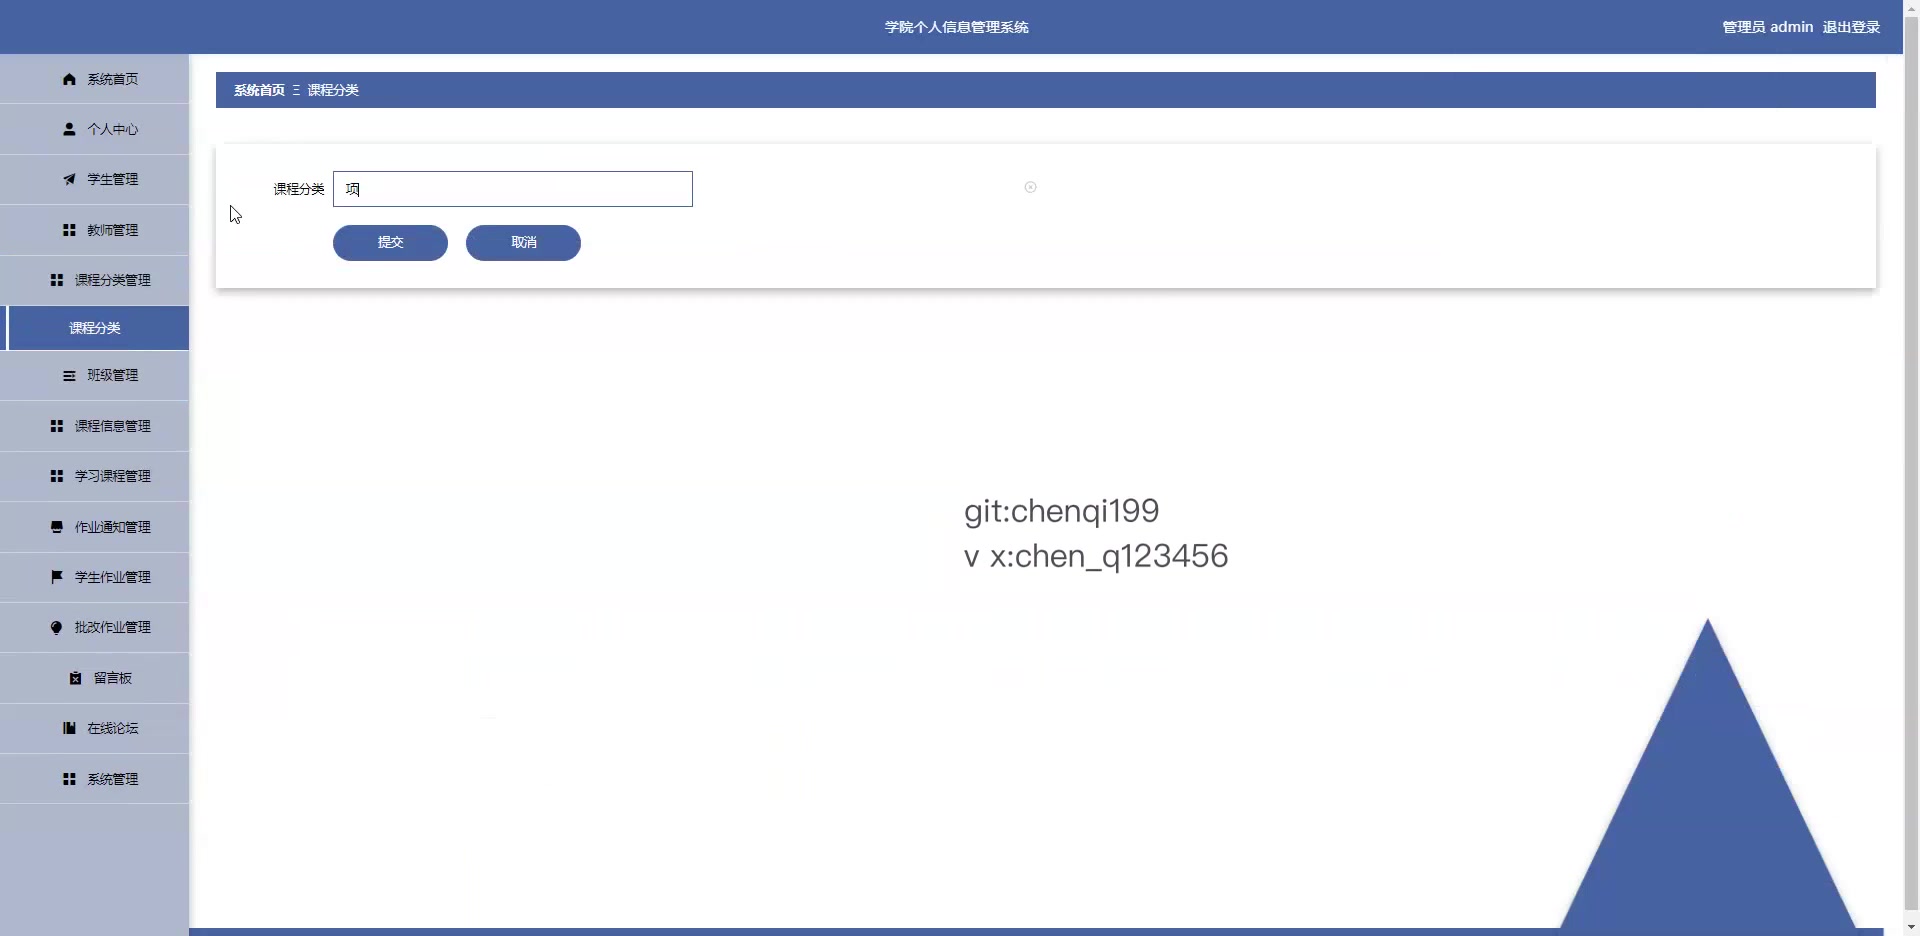 学院个人信息管理系统
管理员 admin 退出登录
系统首页
个人中心
学生管理
教师管理
课程分类管理
课程分类
班级管理
课程信息管理
学习课程管理
作业通知管理
学生作业管理
批改作业管理
留言板
在线论坛
系统管理
系统首页 Ξ 课程分类
课程分类 项
提交 取消
git:chenqi199
v x:chen_q123456